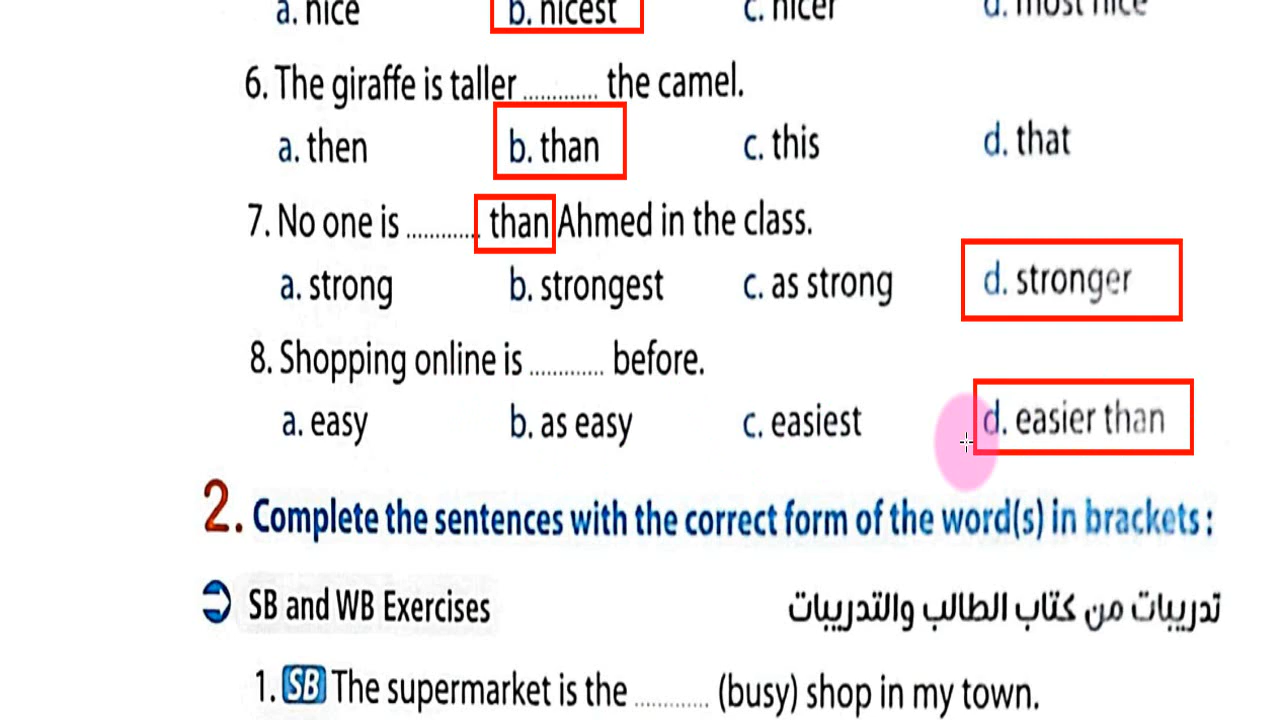 a. nice b. nicest c. nicer d. most nice
6. The giraffe is taller ............. the camel.
a. then b. than c. this d. that
7. No one is ............. than Ahmed in the class.
a. strong b. strongest c. as strong d. stronger
8. Shopping online is ............. before.
a. easy b. as easy c. easiest d. easier than
2. Complete the sentences with the correct form of the word(s) in brackets:
SB and WB Exercises تدريبات من كتاب الطالب والتدريبات
1. SB The supermarket is the ............. (busy) shop in my town.